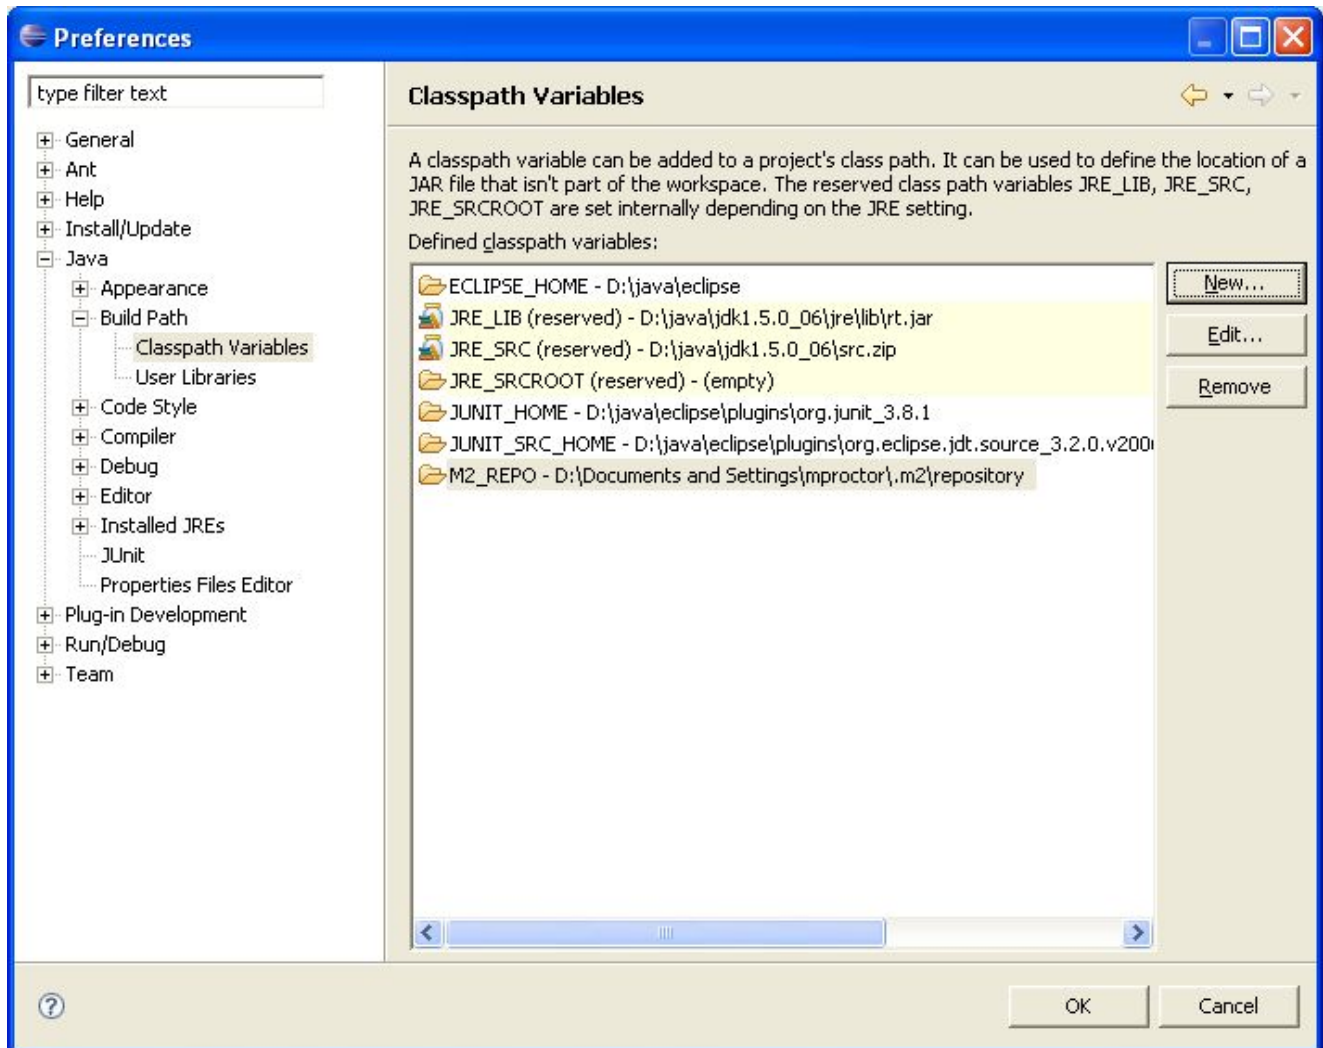 Preferences
type filter text
General
Ant
Help
Install/Update
Java
Appearance
Build Path
Classpath Variables
User Libraries
Code Style
Compiler
Debug
Editor
Installed JREs
JUnit
Properties Files Editor
Plug-in Development
Run/Debug
Team
Classpath Variables
A classpath variable can be added to a project's class path. It can be used to define the location of a
JAR file that isn't part of the workspace. The reserved class path variables JRE_LIB, JRE_SRC,
JRE_SRCROOT are set internally depending on the JRE setting.
Defined classpath variables:
ECLIPSE_HOME - D:\java\eclipse
JRE_LIB (reserved) - D:\java\jdk1.5.0_06\jre\lib\rt.jar
JRE_SRC (reserved) - D:\java\jdk1.5.0_06\src.zip
JRE_SRCROOT (reserved) - (empty)
JUNIT_HOME - D:\java\eclipse\plugins\org.junit_3.8.1
JUNIT_SRC_HOME - D:\java\eclipse\plugins\org.eclipse.jdt.source_3.2.0.v200
M2_REPO - D:\Documents and Settings\mproctor\.m2\repository
New...
Edit...
Remove
OK
Cancel